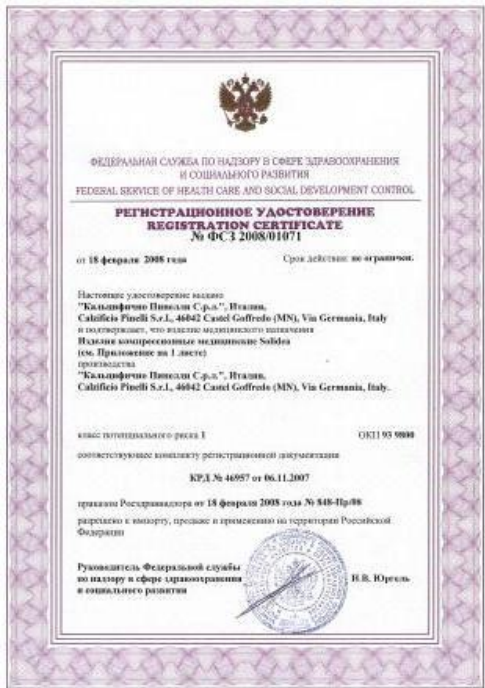 ФЕДЕРАЛЬНАЯ СЛУЖБА ПО НАДЗОРУ В СФЕРЕ ЗДРАВООХРАНЕНИЯ
И СОЦИАЛЬНОГО РАЗВИТИЯ
FEDERAL SERVICE OF HEALTH CARE AND SOCIAL DEVELOPMENT CONTROL
РЕГИСТРАЦИОННОЕ УДОСТОВЕРЕНИЕ
REGISTRATION CERTIFICATE
№ ФСЗ 2008/01071
от 18 февраля 2008 года Срок действия: не ограничен.
Настоящее удостоверение выдано
"Кальцифично Пинелли С.р.л.", Италия,
Calzificio Pinelli S.r.l., 46042 Castel Goffredo (MN), Via Germania, Italy
и подтверждает, что изделие медицинского назначения
Изделия компрессионные медицинские Solidea
(см. Приложение на 1 листе)
производства
"Кальцифично Пинелли С.р.л.", Италия,
Calzificio Pinelli S.r.l., 46042 Castel Goffredo (MN), Via Germania, Italy.
класс потенциального риска 1 ОКП 93 9800
соответствующее комплекту регистрационной документации
КРД № 46957 от 06.11.2007
приказом Росздравнадзора от 18 февраля 2008 года № 848-Пр/08
разрешено к импорту, продаже и применению на территории Российской
Федерации
Руководитель Федеральной службы
по надзору в сфере здравоохранения
и социального развития
Н.В. Юргель